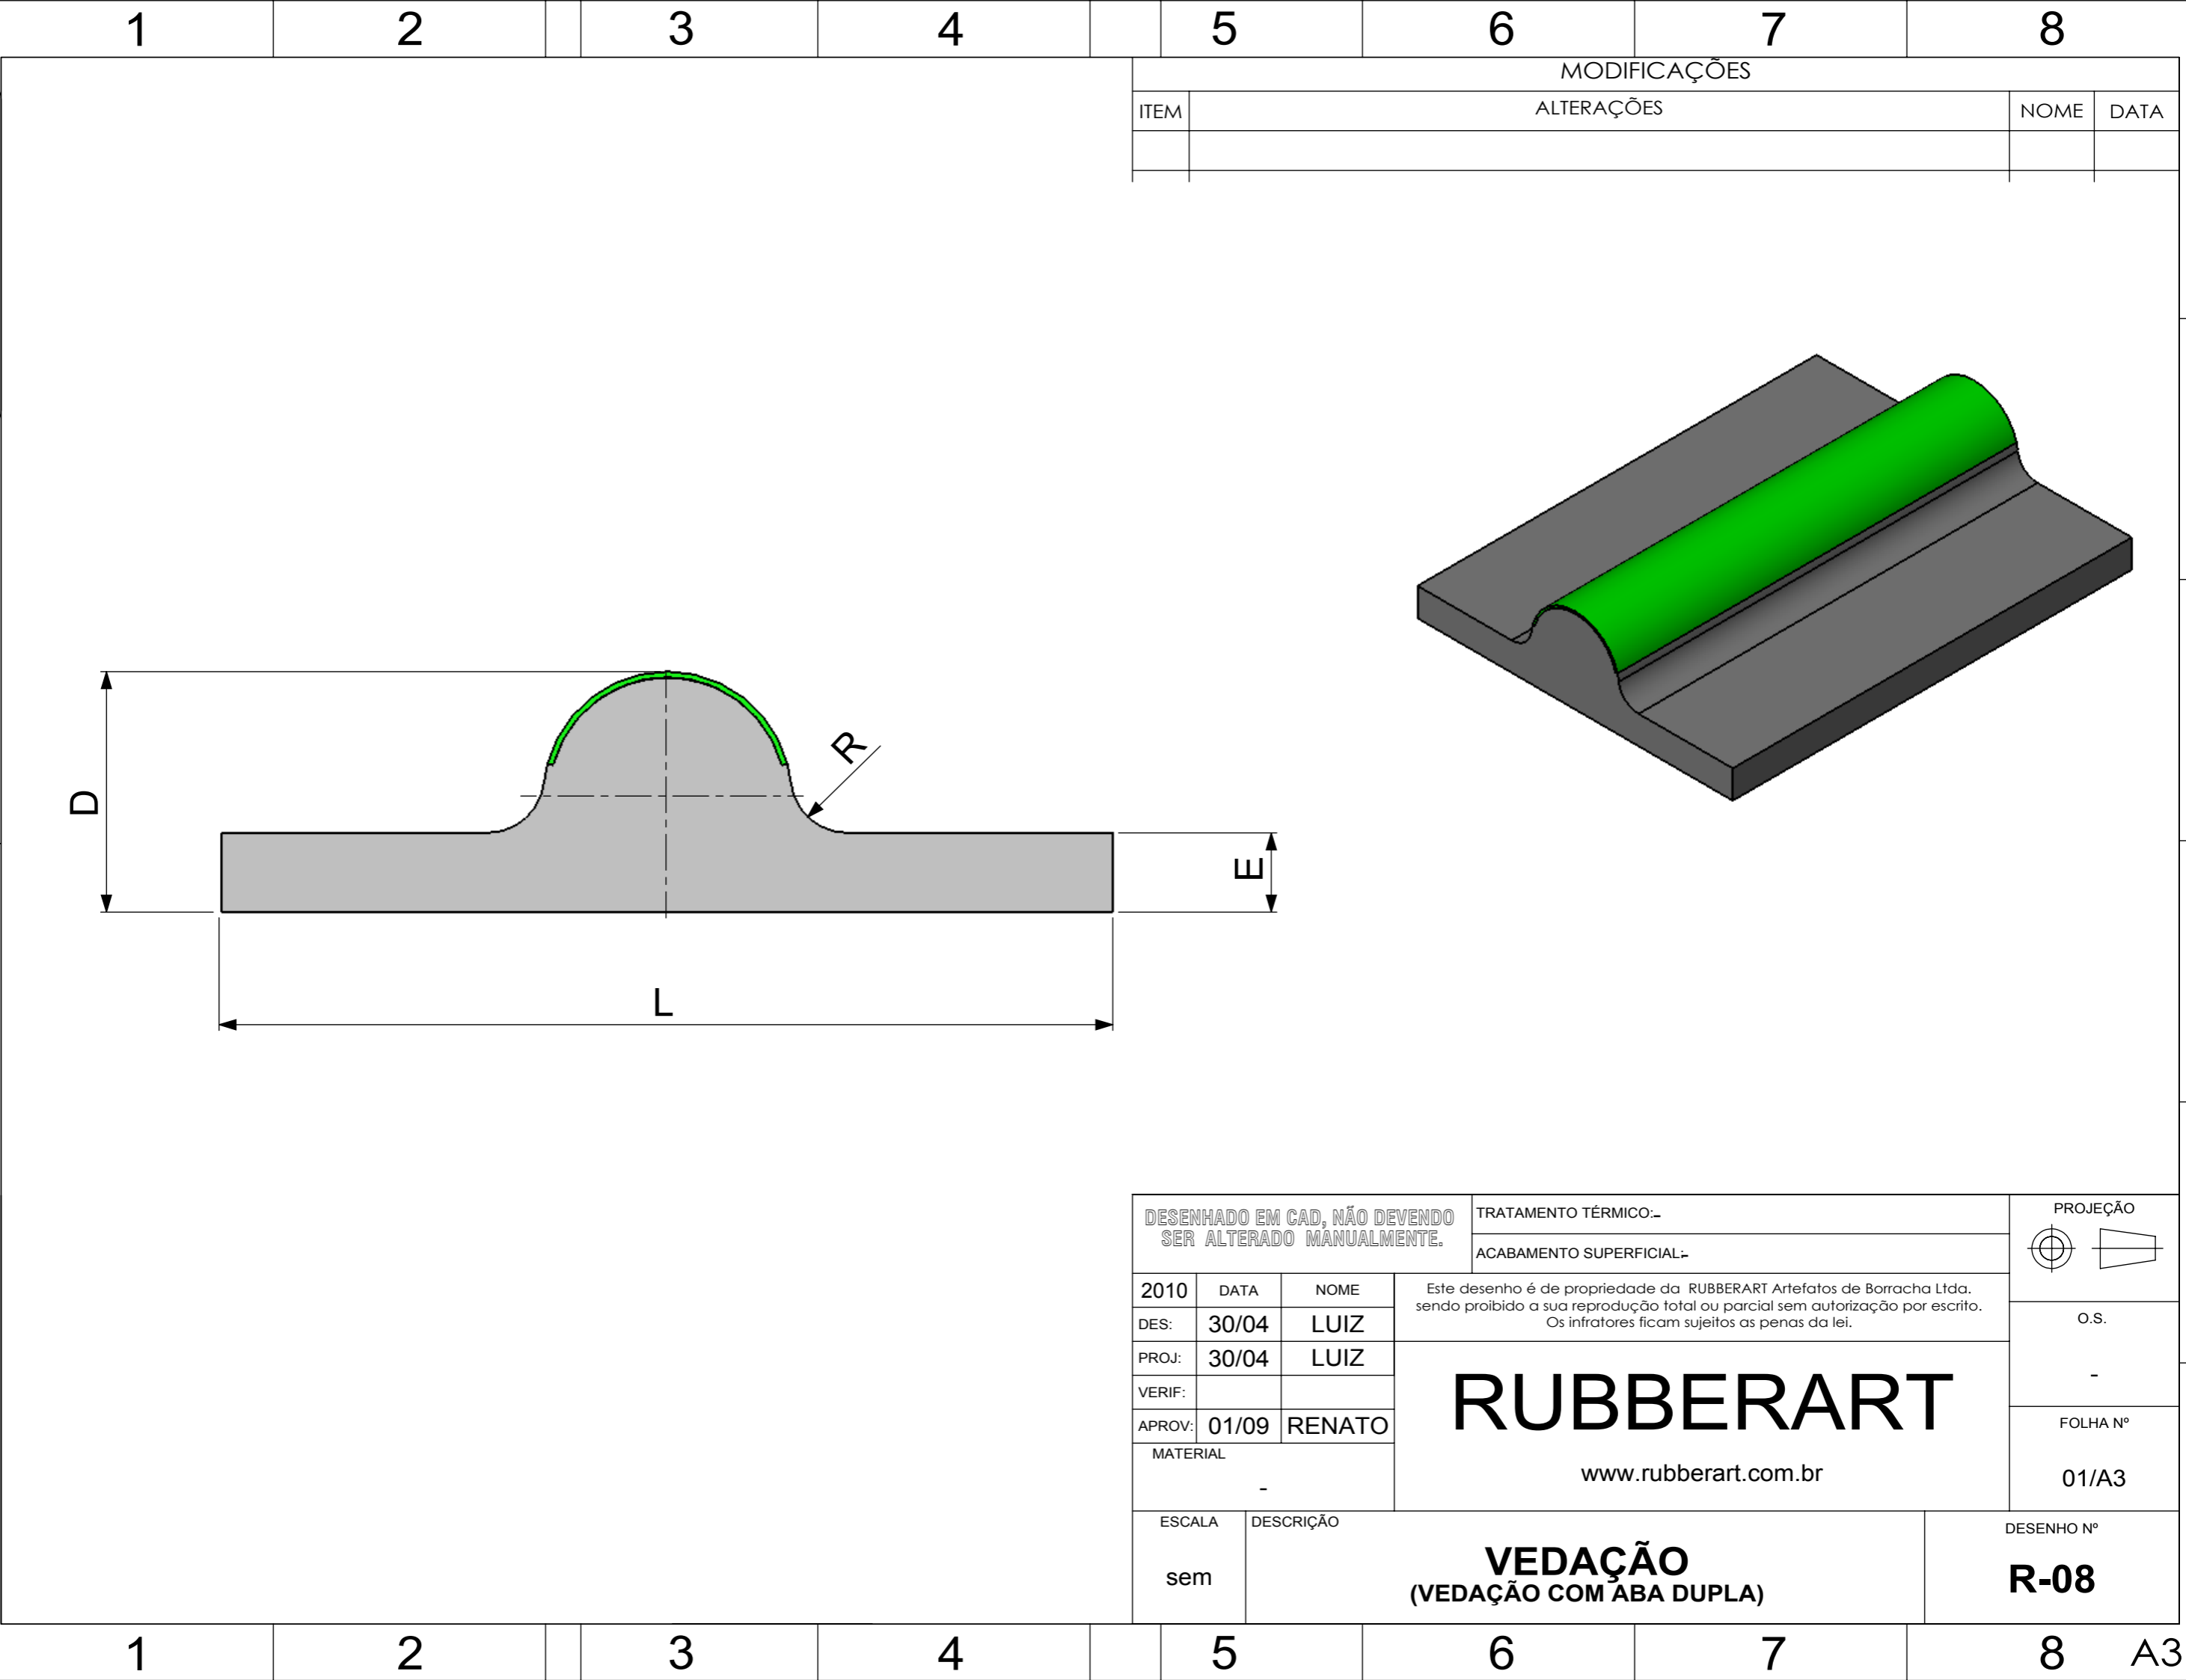 1 2 3 4 5 6 7 8
MODIFICAÇÕES
ITEM ALTERAÇÕES NOME DATA
D
R
E
L
DESENHADO EM CAD, NÃO DEVENDO
SER ALTERADO MANUALMENTE.
TRATAMENTO TÉRMICO:-
ACABAMENTO SUPERFICIAL:-
PROJEÇÃO
2010 DATA NOME
DES: 30/04 LUIZ
PROJ: 30/04 LUIZ
VERIF:
APROV: 01/09 RENATO
MATERIAL
-
Este desenho é de propriedade da RUBBERART Artefatos de Borracha Ltda.
sendo proibido a sua reprodução total ou parcial sem autorização por escrito.
Os infratores ficam sujeitos as penas da lei.
RUBBERART
www.rubberart.com.br
O.S.
-
FOLHA Nº
01/A3
ESCALA
sem
DESCRIÇÃO
VEDAÇÃO
(VEDAÇÃO COM ABA DUPLA)
DESENHO Nº
R-08
1 2 3 4 5 6 7 8 A3